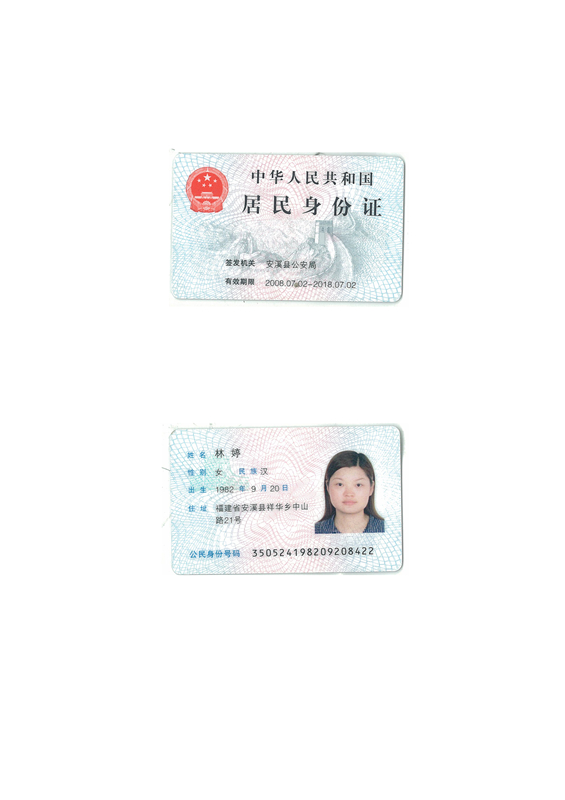 中华人民共和国
居民身份证
签发机关 安溪县公安局
有效期限 2008.07.02-2018.07.02
姓名 林婷
性别 女 民族 汉
出生 1982 年 9 月 20 日
住址 福建省安溪县祥华乡中山
路21号
公民身份号码 350524198209208422